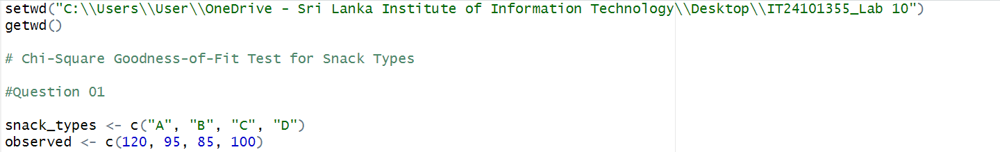 setwd("C:\\Users\\User\\OneDrive - Sri Lanka Institute of Information Technology\\Desktop\\IT24101355_Lab 10")
getwd()
# Chi-Square Goodness-of-Fit Test for Snack Types
#Question 01
snack_types <- c("A", "B", "C", "D")
observed <- c(120, 95, 85, 100)